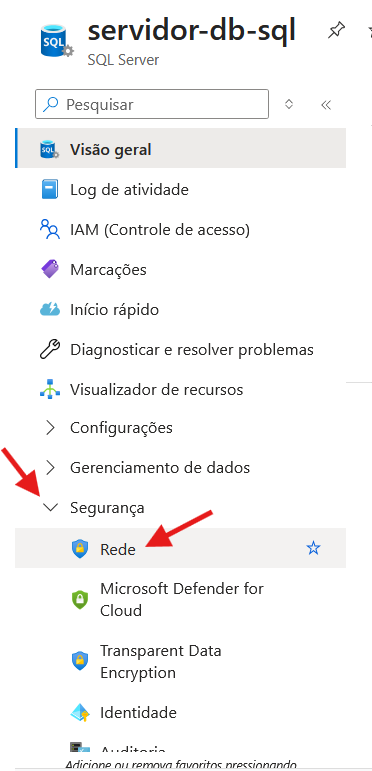 servidor-db-sql
SQL
SQL Server
Pesquisar
SQL
Visão geral
Log de atividade
IAM (Controle de acesso)
Marcações
Início rápido
Diagnosticar e resolver problemas
Visualizador de recursos
Configurações
Gerenciamento de dados
Segurança
Rede
Microsoft Defender for
Cloud
Transparent Data
Encryption
Identidade
Auditoria
Adicione ou remova favoritos pressionando